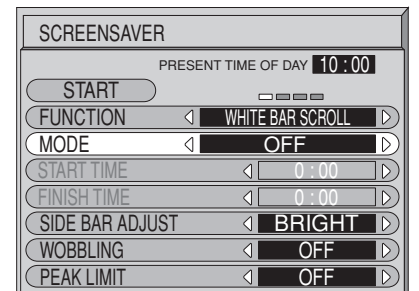 SCREENSAVER
PRESENT TIME OF DAY 10 : 00
START
FUNCTION WHITE BAR SCROLL
MODE OFF
START TIME 0 : 00
FINISH TIME 0 : 00
SIDE BAR ADJUST BRIGHT
WOBBLING OFF
PEAK LIMIT OFF